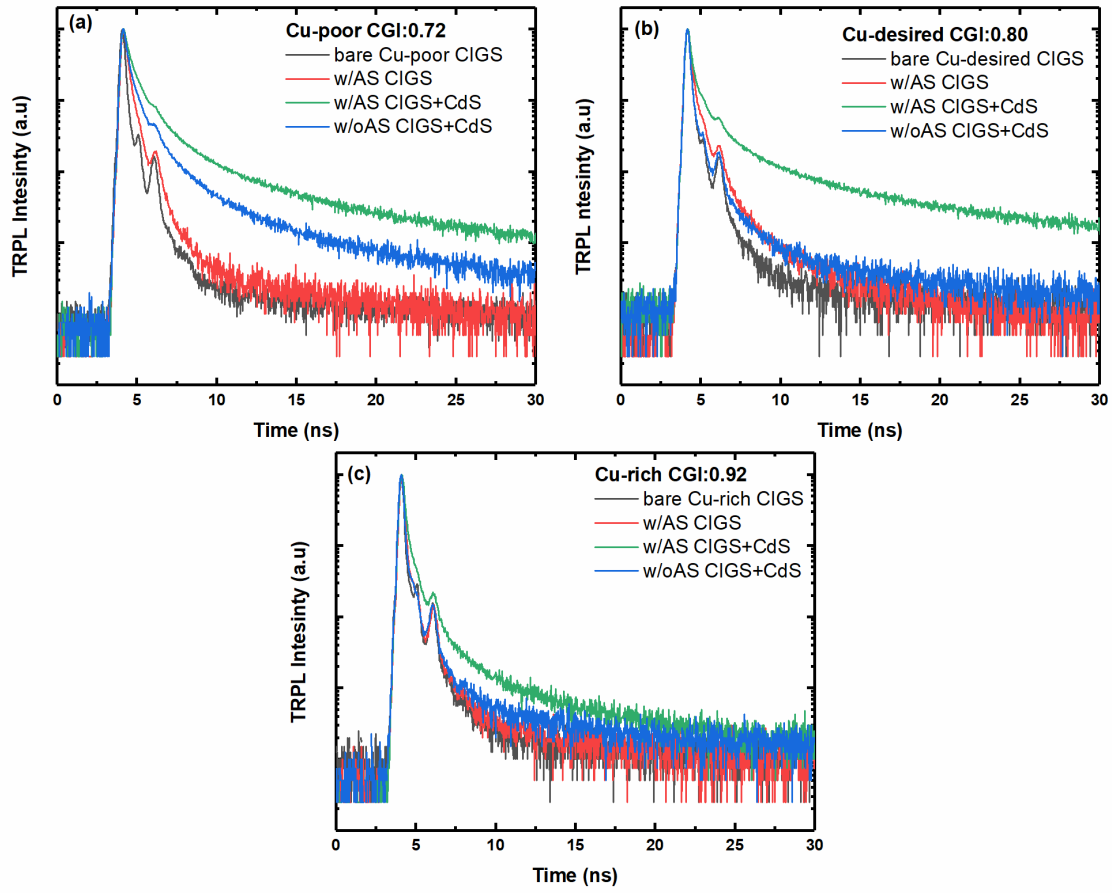 (a)
Cu-poor CGI:0.72
bare Cu-poor CIGS
w/AS CIGS
w/AS CIGS+CdS
w/oAS CIGS+CdS
TRPL Intesinty (a.u)
0 5 10 15 20 25 30
Time (ns)
(b)
Cu-desired CGI:0.80
bare Cu-desired CIGS
w/AS CIGS
w/AS CIGS+CdS
w/oAS CIGS+CdS
TRPL ntesinty (a.u)
0 5 10 15 20 25 30
Time (ns)
(c)
Cu-rich CGI:0.92
bare Cu-rich CIGS
w/AS CIGS
w/AS CIGS+CdS
w/oAS CIGS+CdS
TRPL Intesinty (a.u)
0 5 10 15 20 25 30
Time (ns)